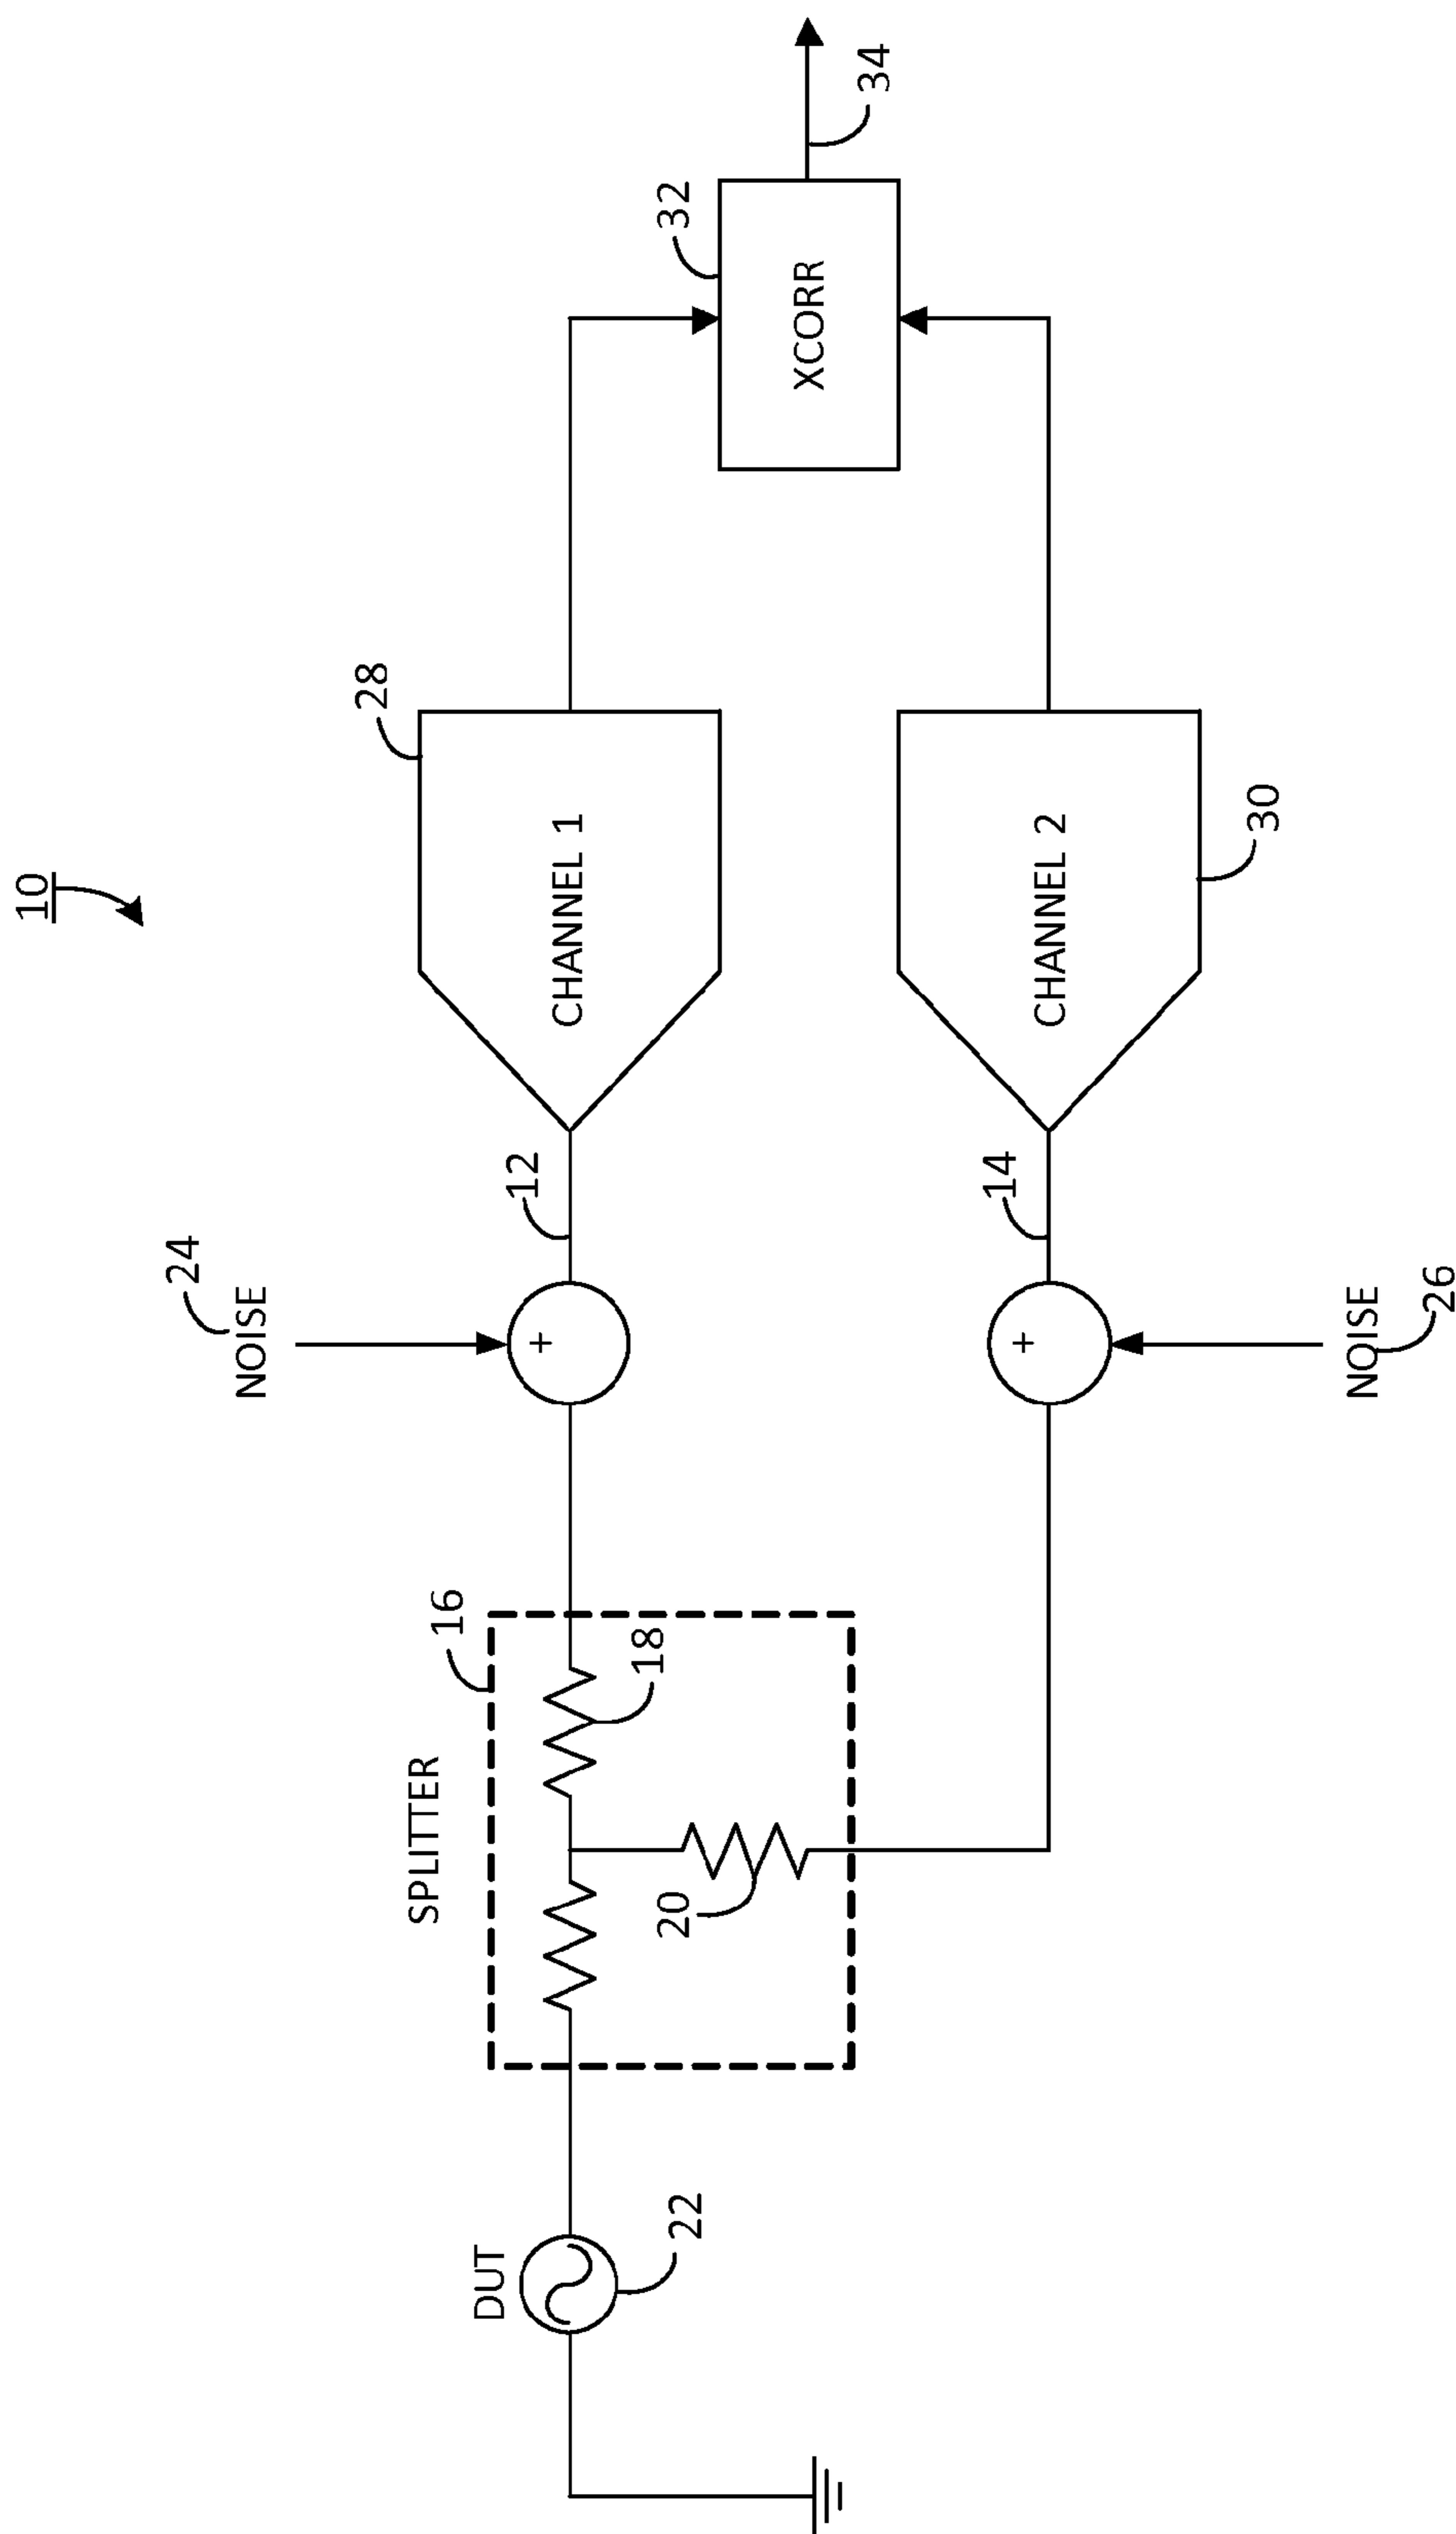 10
DUT
22
SPLITTER
16
18
20
NOISE
24
12
CHANNEL 1
28
NOISE
26
14
CHANNEL 2
30
XCORR
32
34